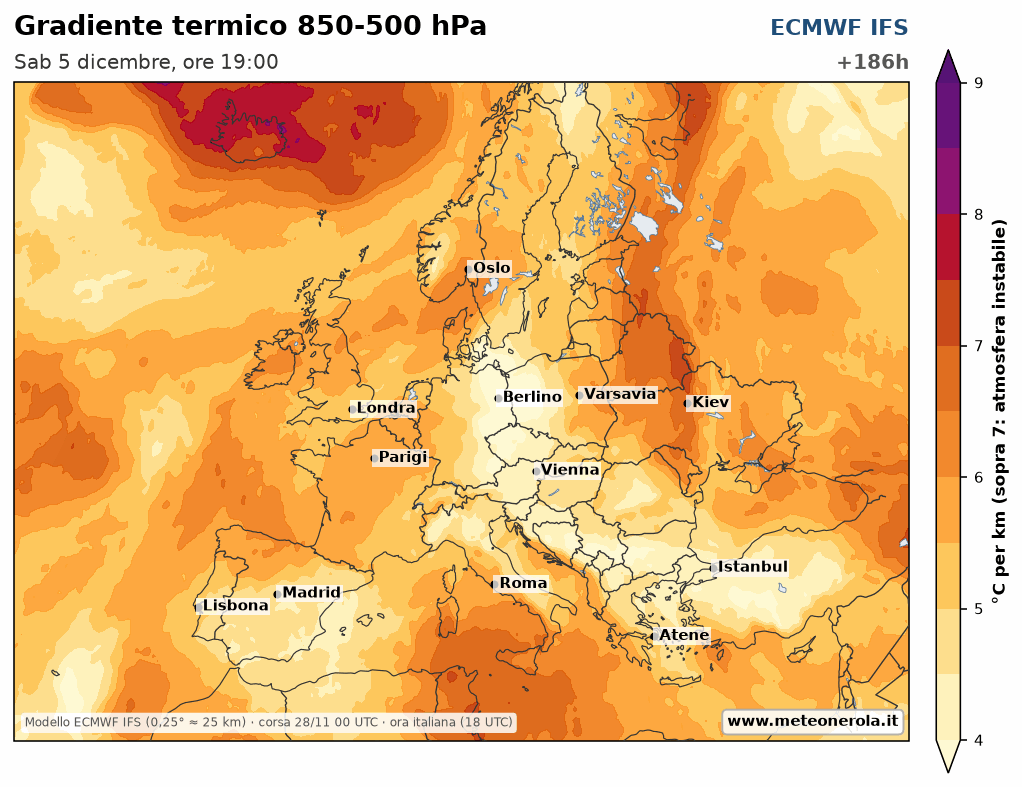 Gradiente termico 850-500 hPa
ECMWF IFS
Sab 5 dicembre, ore 19:00
+186h
9
8
7
6
5
4
°C per km (sopra 7: atmosfera instabile)
Oslo
Berlino
Varsavia
Kiev
Londra
Parigi
Vienna
Istanbul
Roma
Madrid
Lisbona
Atene
Modello ECMWF IFS (0,25° ≈ 25 km) · corsa 28/11 00 UTC · ora italiana (18 UTC)
www.meteonerola.it